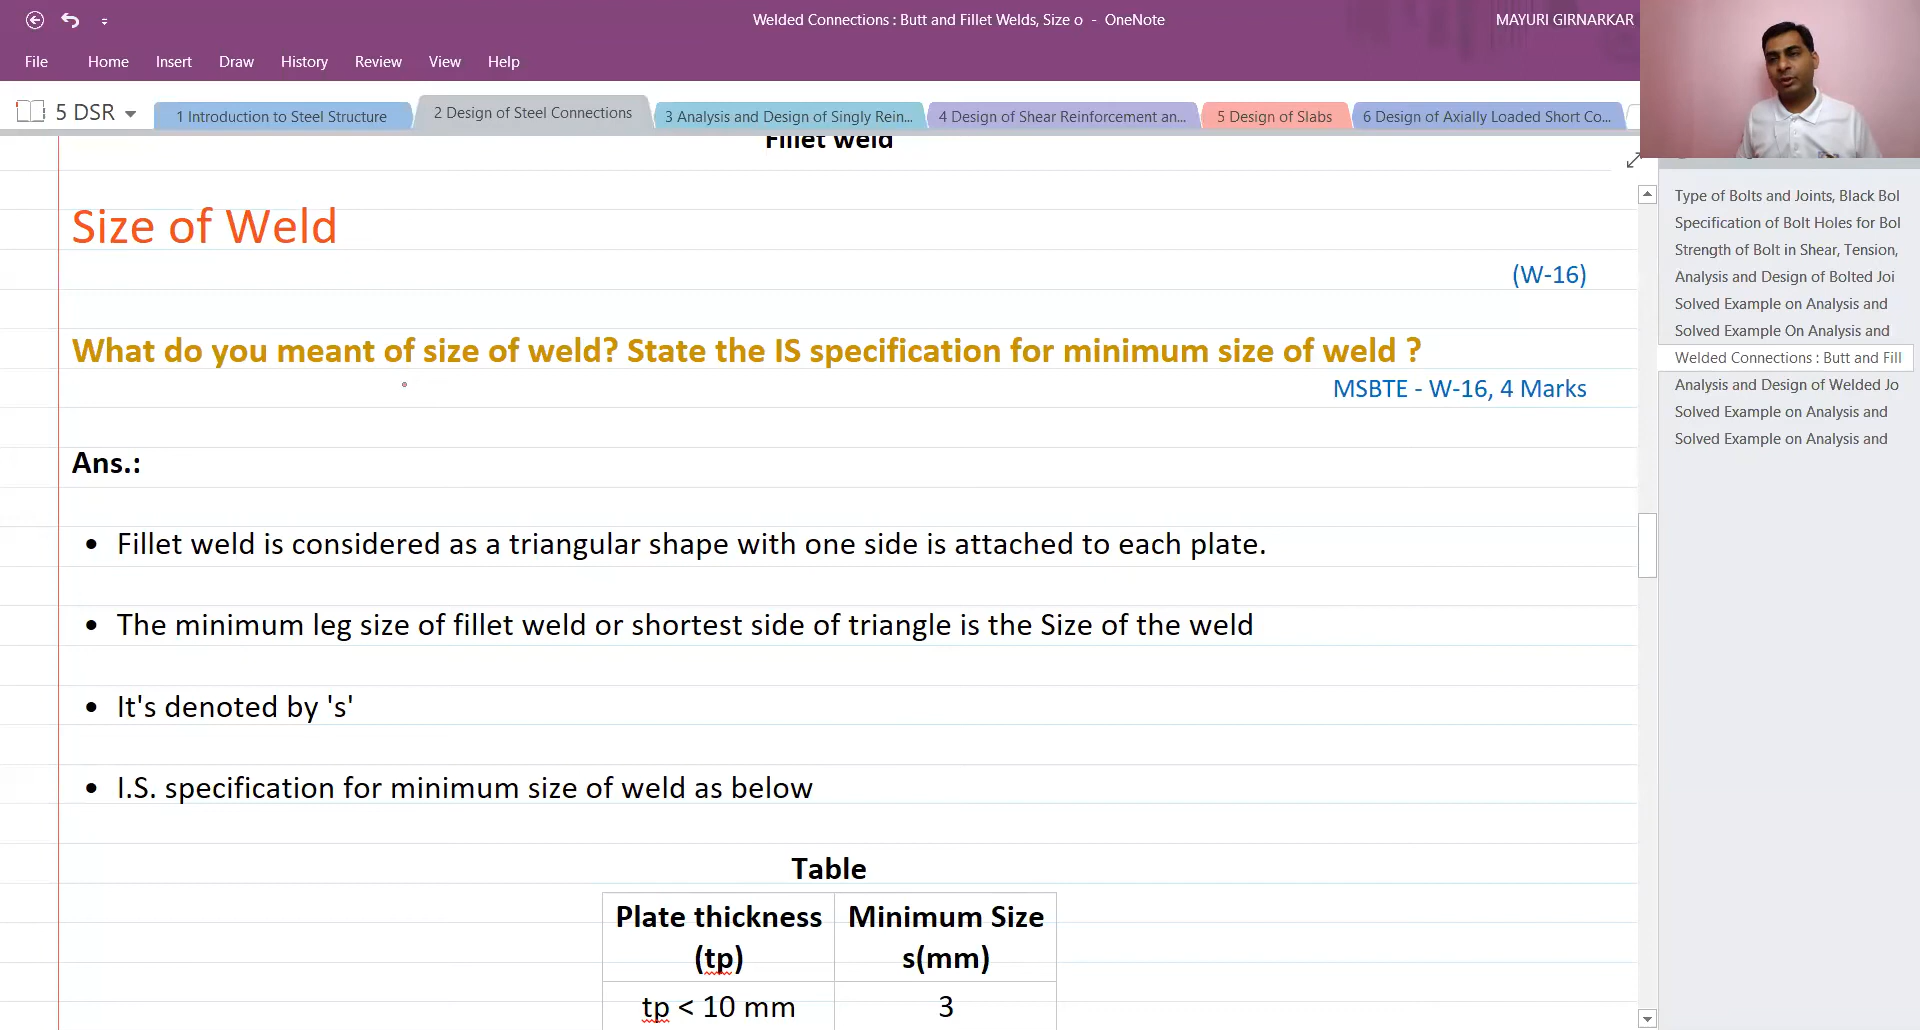 Welded Connections : Butt and Fillet Welds, Size o - OneNote
MAYURI GIRNARKAR
File Home Insert Draw History Review View Help
5 DSR
1 Introduction to Steel Structure
2 Design of Steel Connections
3 Analysis and Design of Singly Rein...
4 Design of Shear Reinforcement an...
5 Design of Slabs
6 Design of Axially Loaded Short Co...
Fillet weld
Size of Weld
(W-16)
What do you meant of size of weld? State the IS specification for minimum size of weld ?
MSBTE - W-16, 4 Marks
Ans.:
• Fillet weld is considered as a triangular shape with one side is attached to each plate.
• The minimum leg size of fillet weld or shortest side of triangle is the Size of the weld
• It's denoted by 's'
• I.S. specification for minimum size of weld as below
Table
Plate thickness (tp) Minimum Size s(mm)
tp < 10 mm 3
Type of Bolts and Joints, Black Bol
Specification of Bolt Holes for Bol
Strength of Bolt in Shear, Tension,
Analysis and Design of Bolted Joi
Solved Example on Analysis and
Solved Example On Analysis and
Welded Connections : Butt and Fill
Analysis and Design of Welded Jo
Solved Example on Analysis and
Solved Example on Analysis and